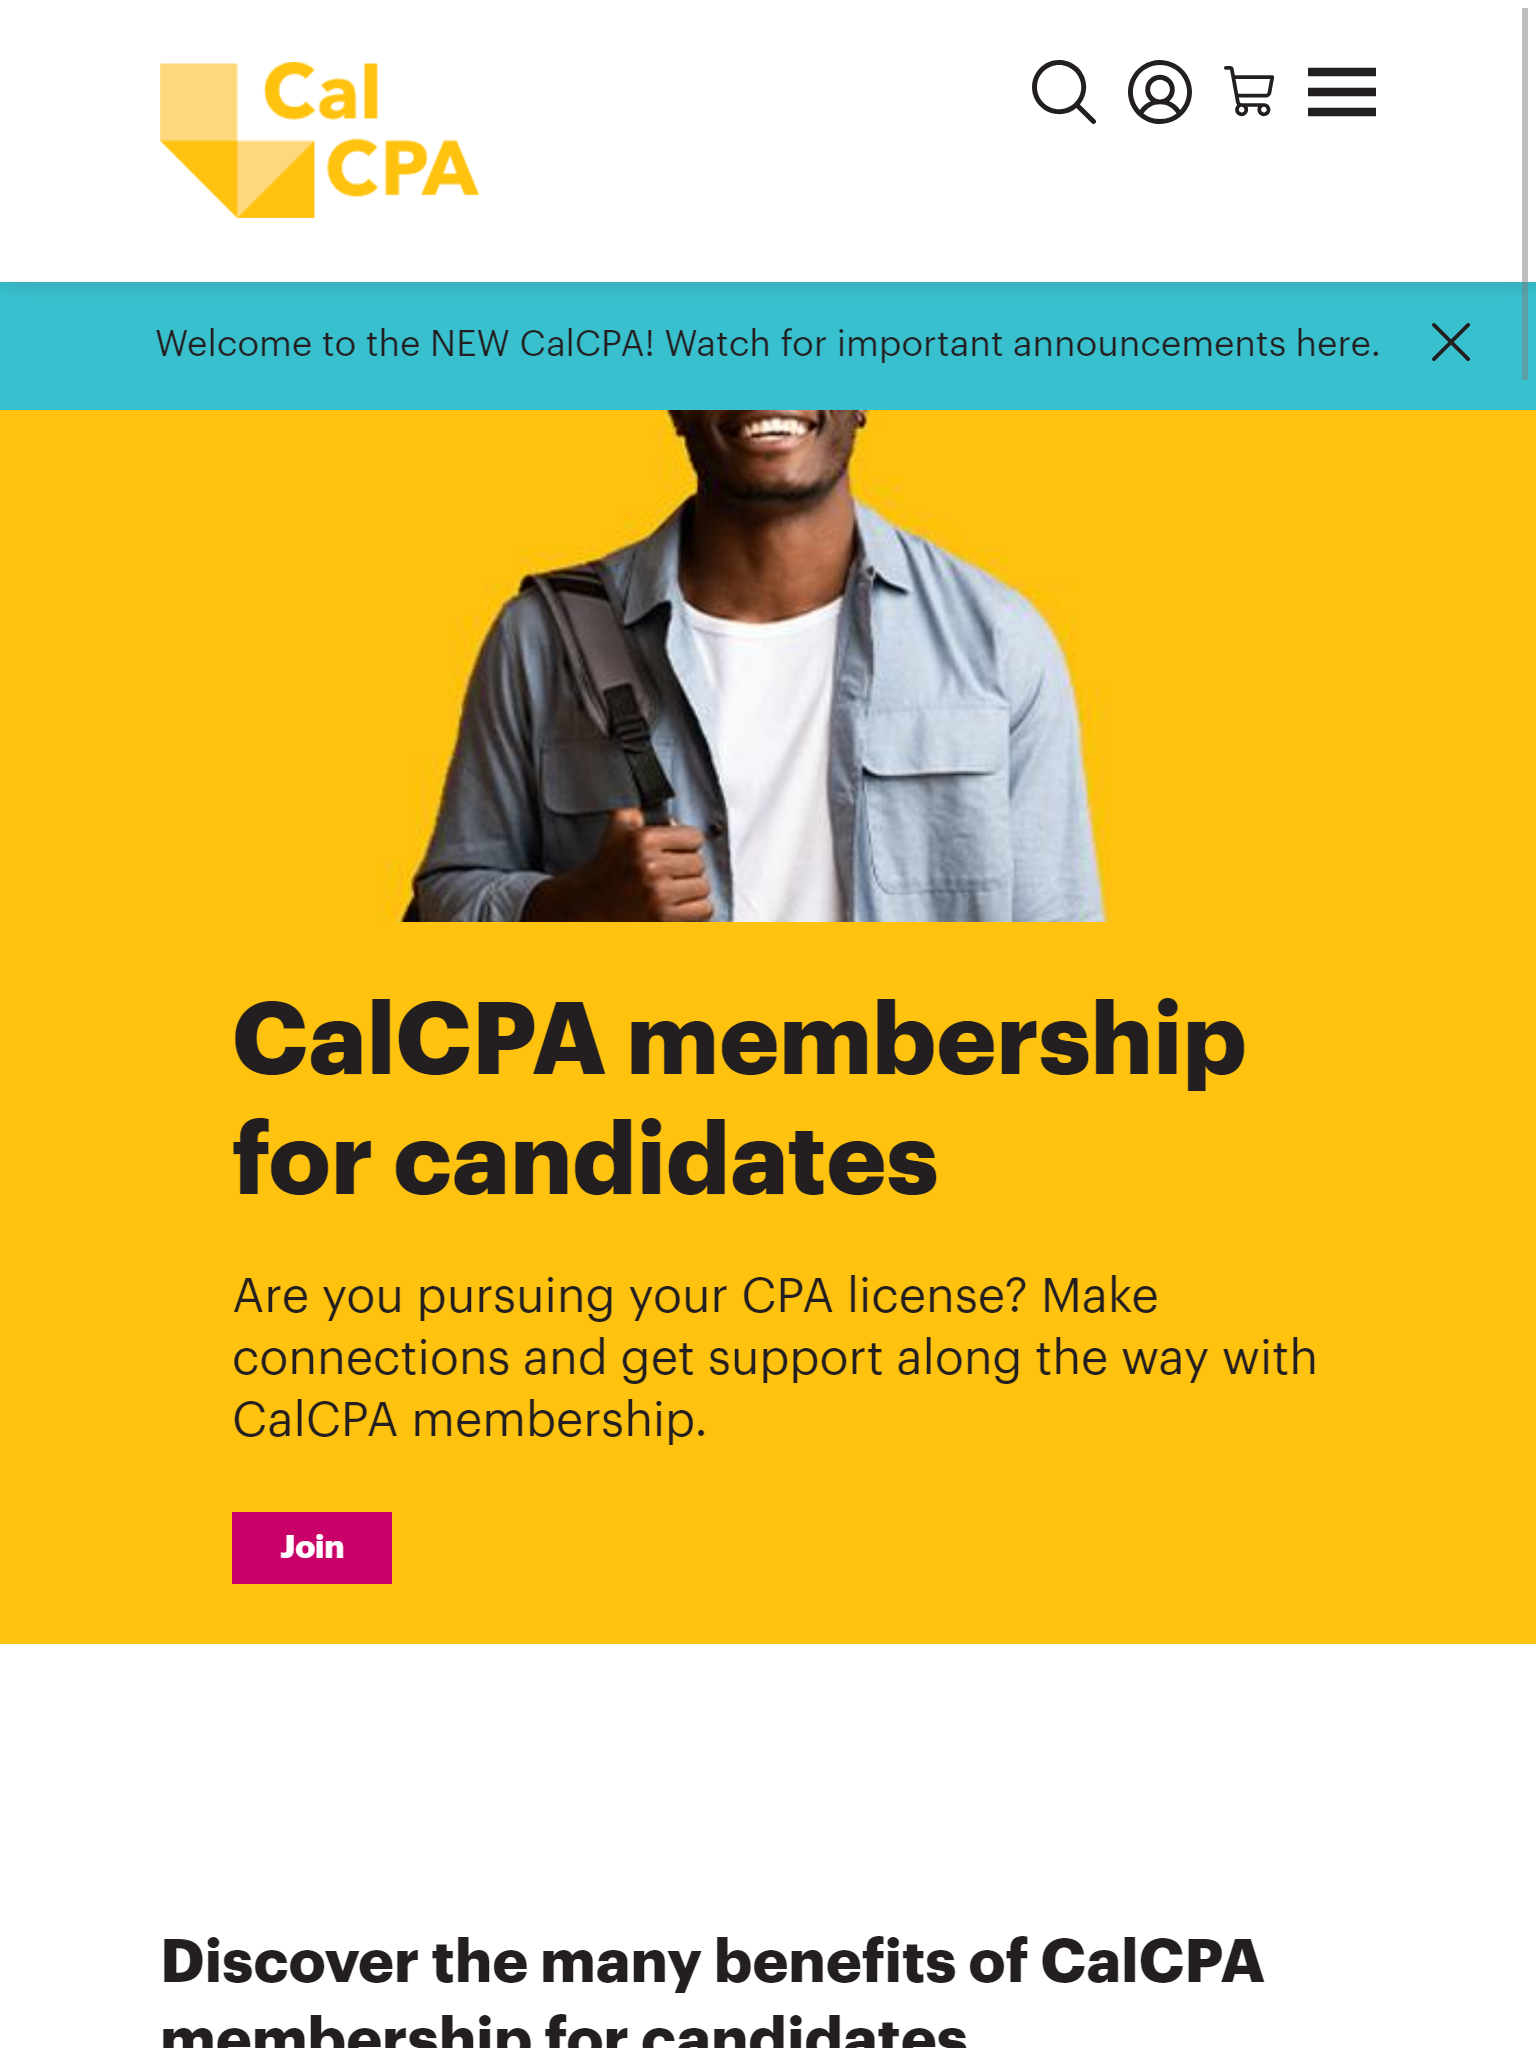 Cal
CPA
Welcome to the NEW CalCPA! Watch for important announcements here.
CalCPA membership
for candidates
Are you pursuing your CPA license? Make
connections and get support along the way with
CalCPA membership.
Join
Discover the many benefits of CalCPA
membership for candidates